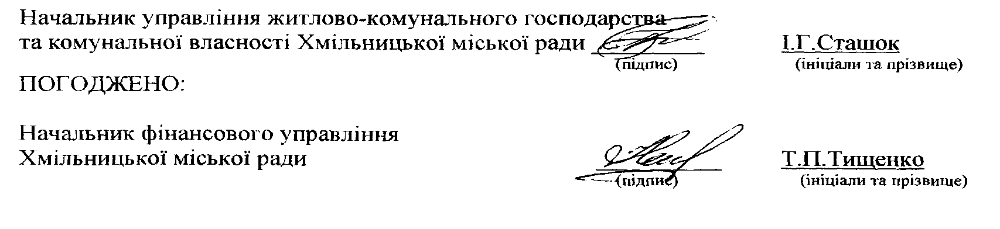 Начальник управління житлово-комунального господарства
та комунальної власності Хмільницької міської ради І.Г.Сташок
(підпис) (ініціали та прізвище)
ПОГОДЖЕНО:
Начальник фінансового управління
Хмільницької міської ради Т.П.Тищенко
(підпис) (ініціали та прізвище)